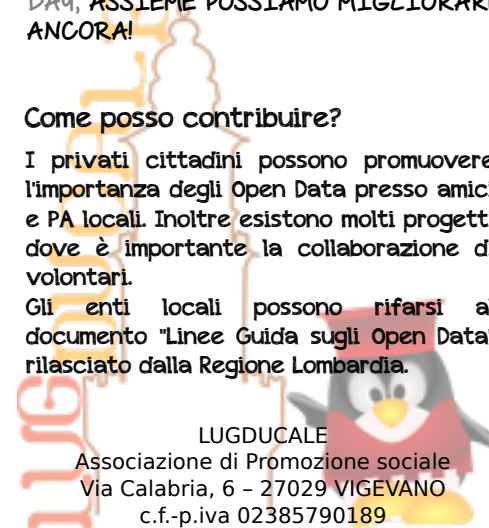 DAY, ASSIEME POSSIAMO MIGLIORARE
ANCORA!
Come posso contribuire?
I privati cittadini possono promuovere
l'importanza degli Open Data presso amici
e PA locali. Inoltre esistono molti progetti
dove è importante la collaborazione di
volontari.
Gli enti locali possono rifarsi al
documento "Linee Guida sugli Open Data"
rilasciato dalla Regione Lombardia.
LUGDUCALE
Associazione di Promozione sociale
Via Calabria, 6 – 27029 VIGEVANO
c.f.-p.iva 02385790189